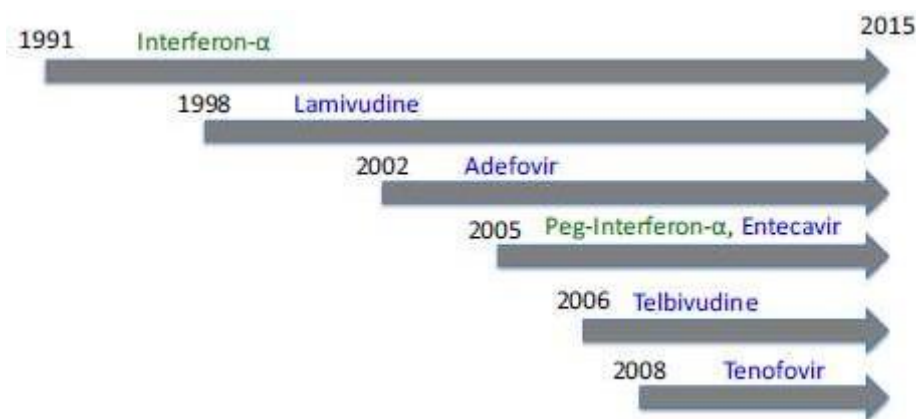 2015
1991 Interferon-α
1998 Lamivudine
2002 Adefovir
2005 Peg-Interferon-α, Entecavir
2006 Telbivudine
2008 Tenofovir